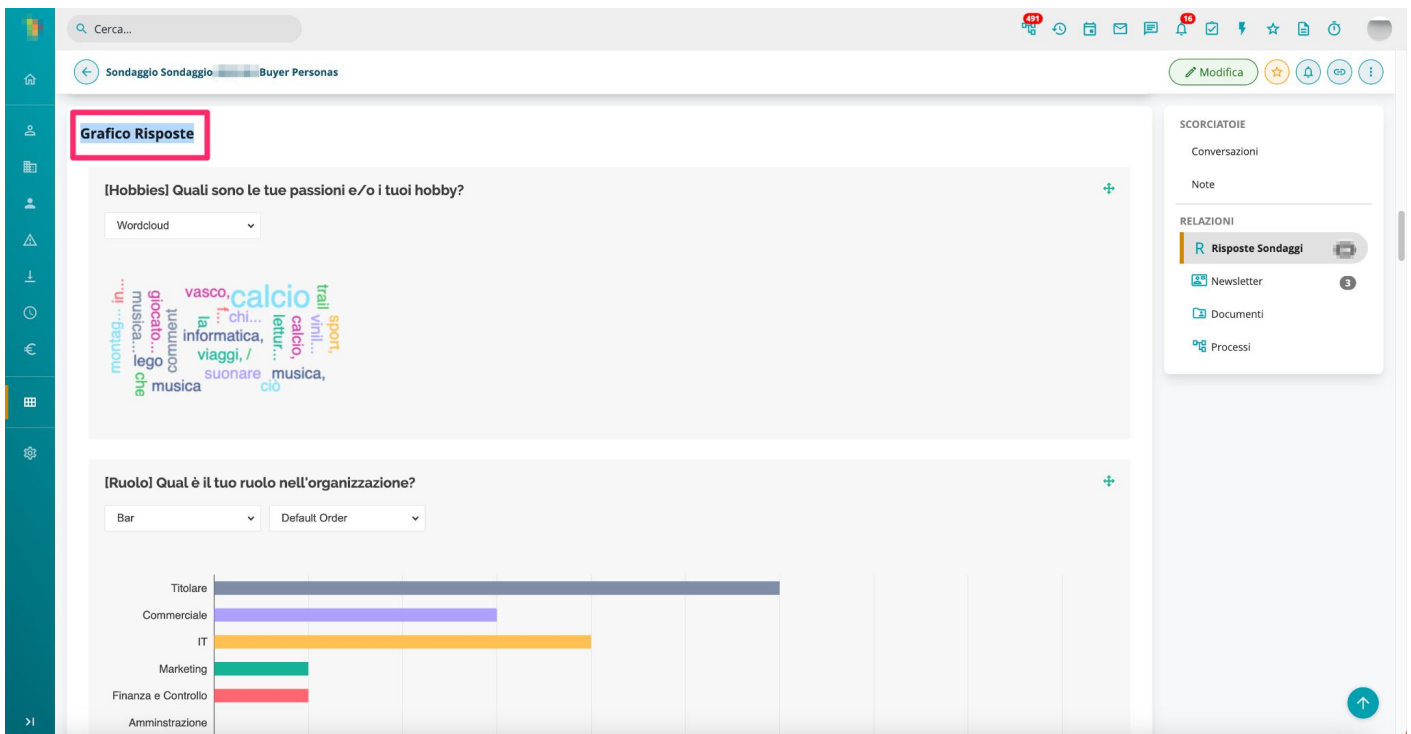 491
16
Cerca...
Sondaggio Sondaggio Buyer Personas
Modifica
Grafico Risposte
[Hobbies] Quali sono le tue passioni e/o i tuoi hobby?
Wordcloud
vasco,
calcio
trail
in...
musica...
giocato...
comment
la
f...
chi...
lettur...
calcio,
vinil...
sport,
montag...
informatica,
lego
viaggi, /
suonare
musica,
che
musica
ciò
[Ruolo] Qual è il tuo ruolo nell'organizzazione?
Bar
Default Order
Titolare
Commerciale
IT
Marketing
Finanza e Controllo
Amminstrazione
SCORCIATOIE
Conversazioni
Note
RELAZIONI
R Risposte Sondaggi
Newsletter
3
Documenti
Processi